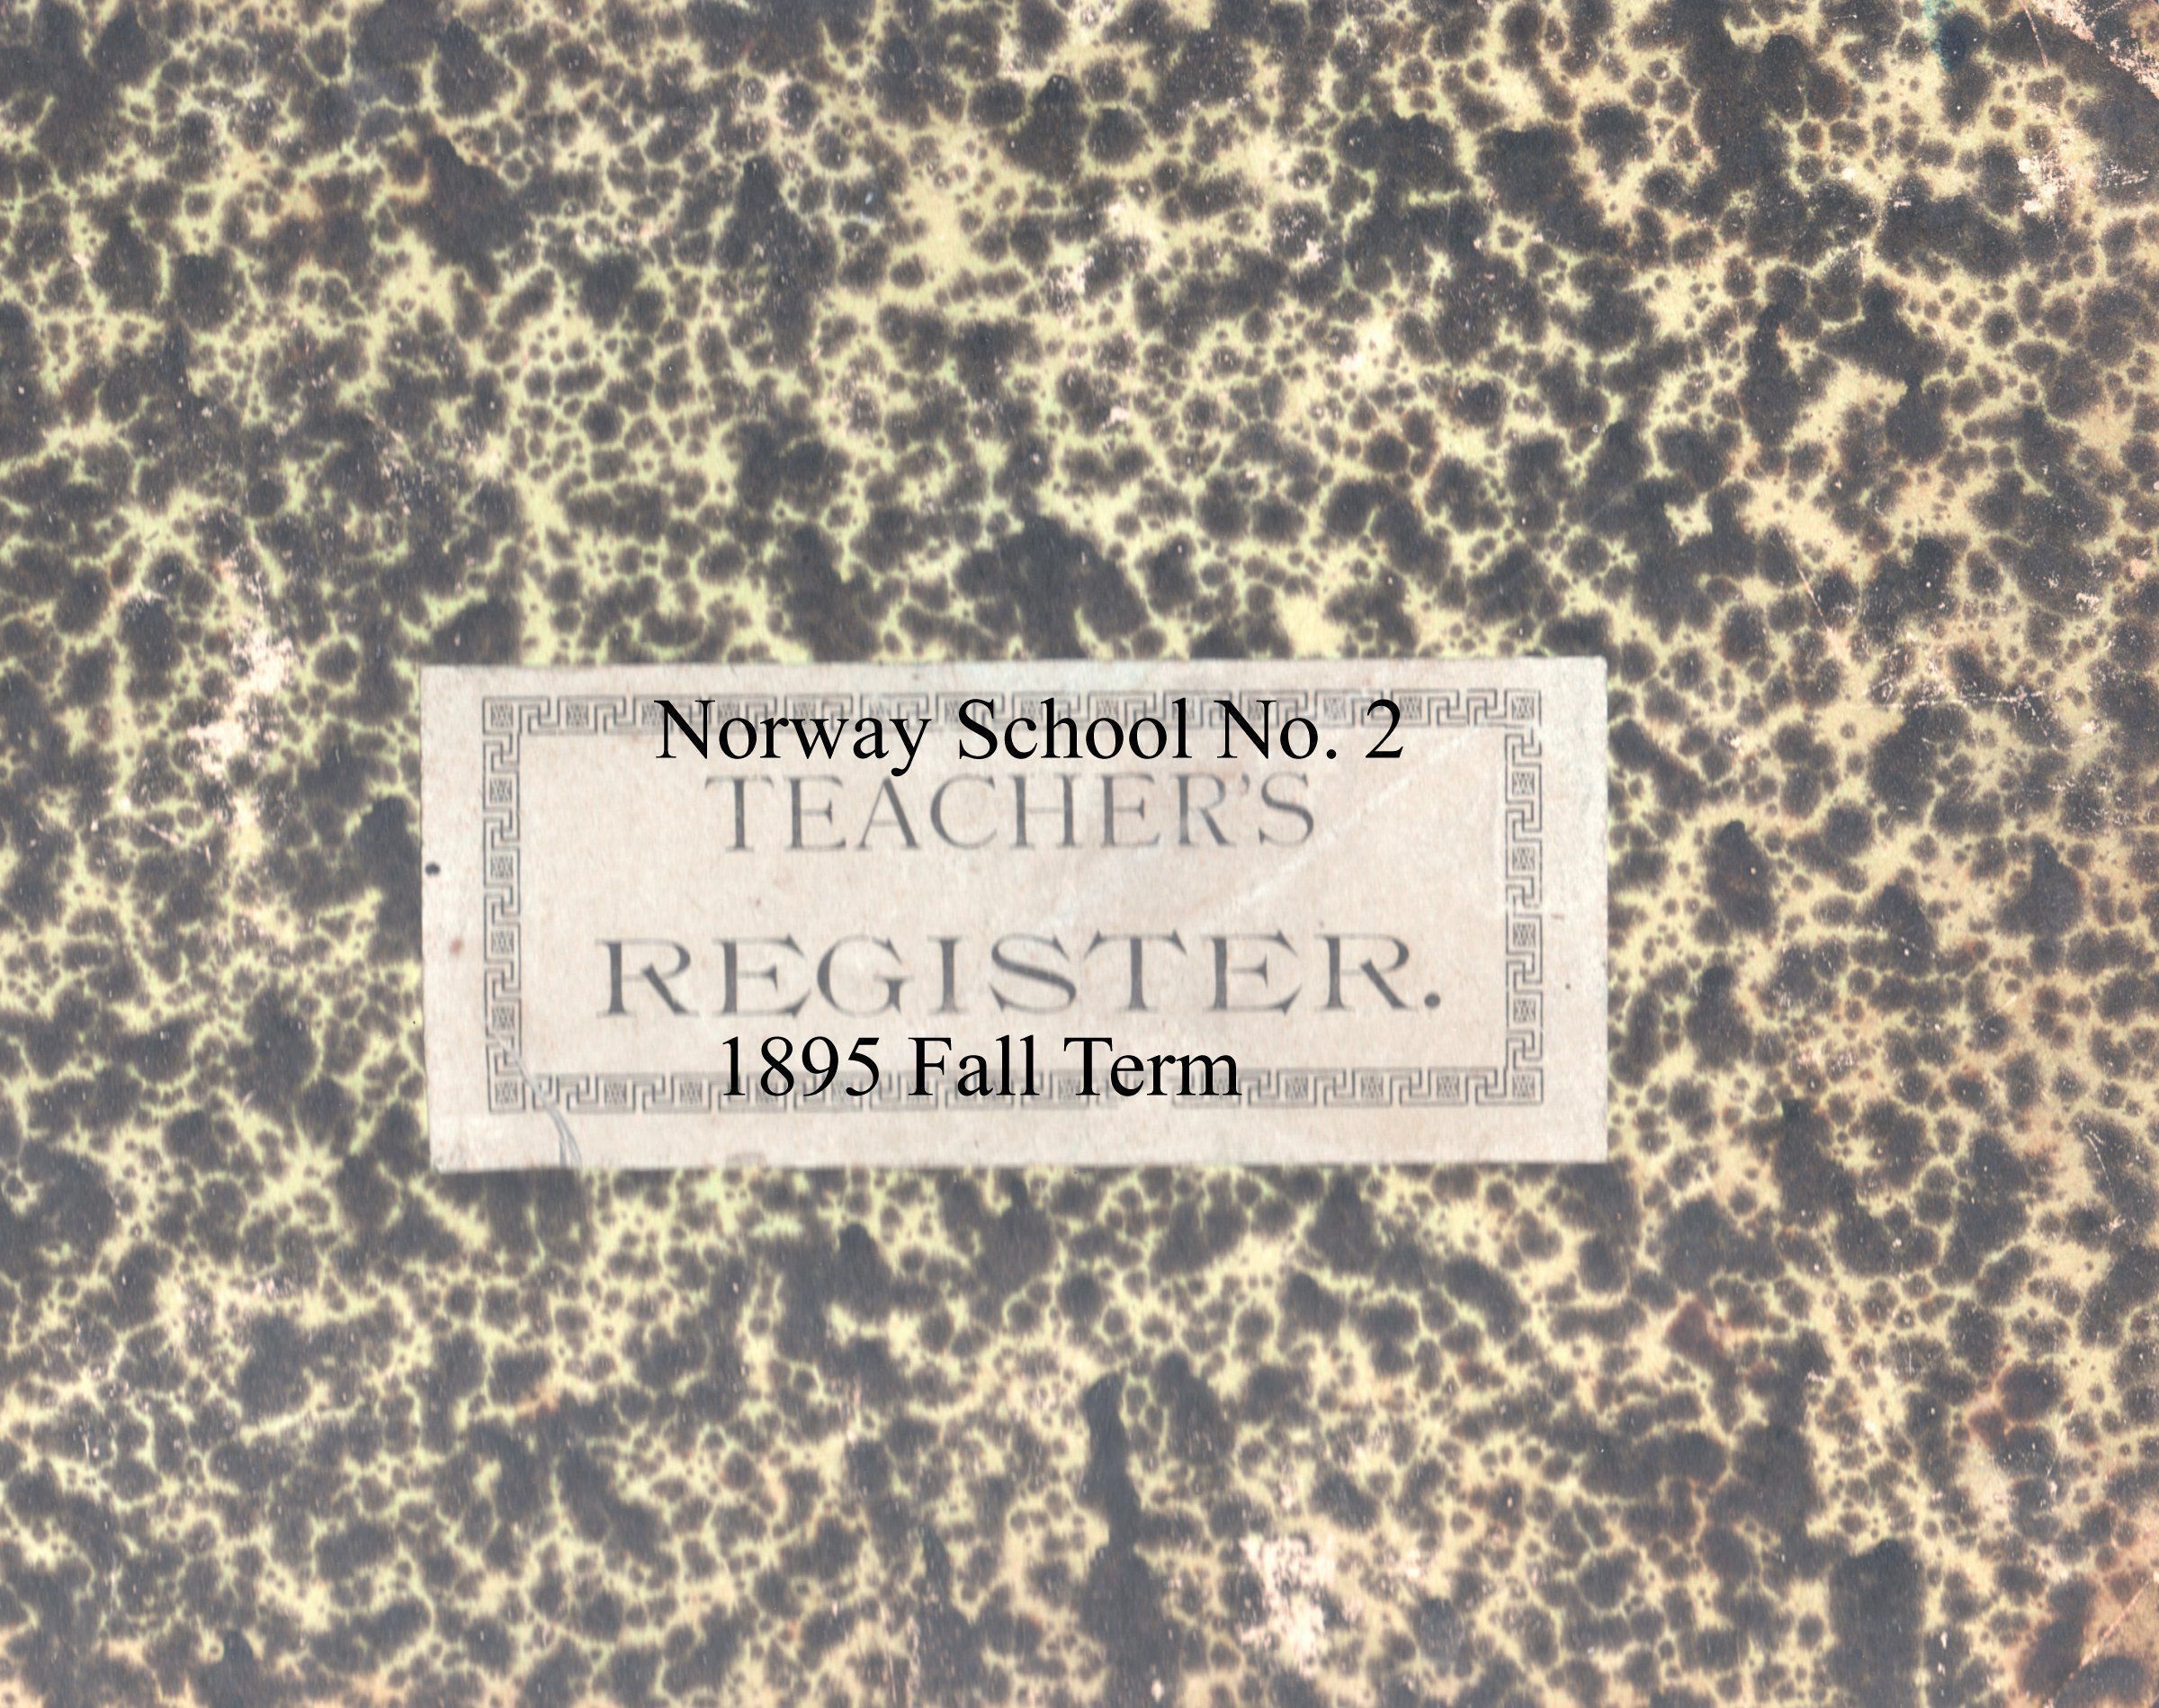 Norway School No. 2
TEACHER'S
REGISTER.
1895 Fall Term